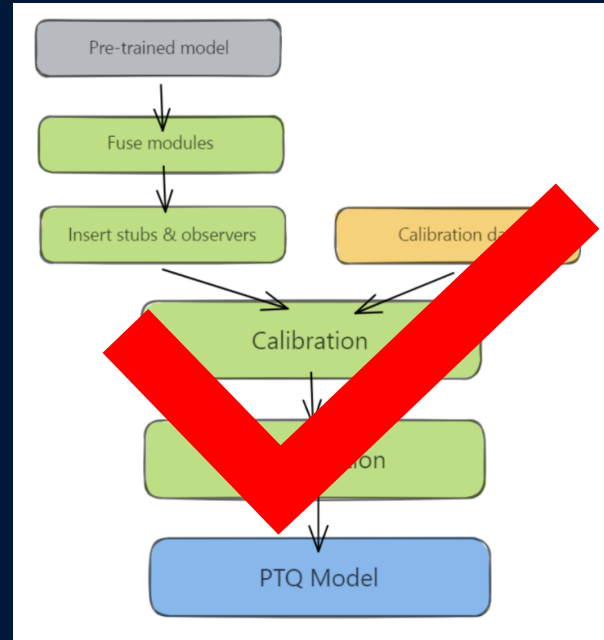 Pre-trained model
Fuse modules
Insert stubs & observers
Calibration
Calibration
PTQ Model